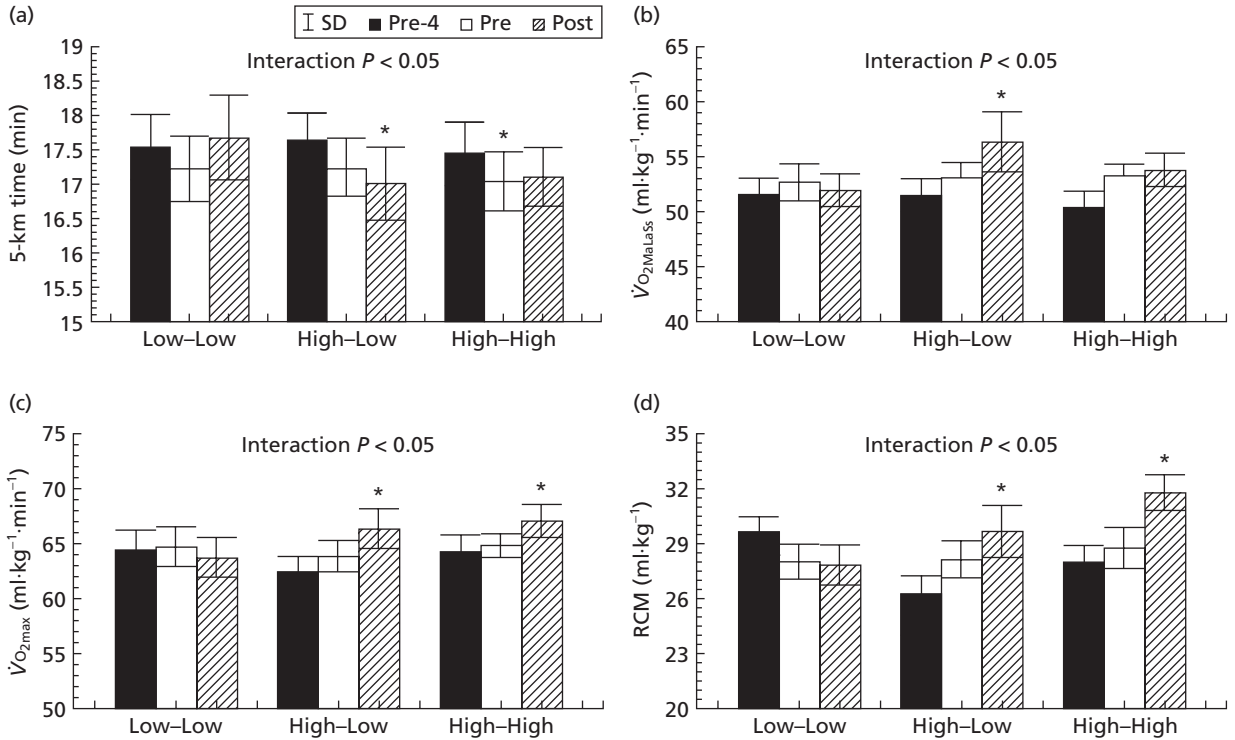 (a)
SD Pre-4 Pre Post
Interaction P < 0.05
5-km time (min)
19
18.5
18
17.5
17
16.5
16
15.5
15
Low–Low High–Low High–High
(b)
Interaction P < 0.05
V̇O2MaLaSS (ml·kg⁻¹·min⁻¹)
65
60
55
50
45
40
Low–Low High–Low High–High
(c)
Interaction P < 0.05
V̇O2max (ml·kg⁻¹·min⁻¹)
75
70
65
60
55
50
Low–Low High–Low High–High
(d)
Interaction P < 0.05
RCM (ml·kg⁻¹)
35
32
28
26
20
Low–Low High–Low High–High